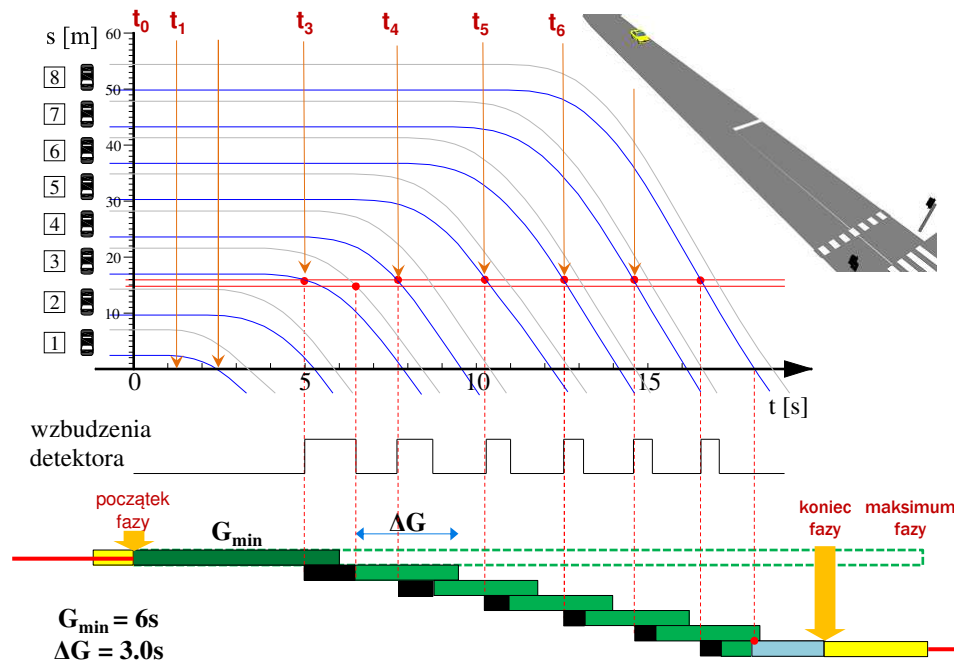 t0 t1 t3 t4 t5 t6
s [m]
60
8
50
7
6
40
5
30
4
3
20
2
10
1
0 5 10 15
t [s]
wzbudzenia
detektora
początek
fazy
Gmin
ΔG
koniec
fazy
maksimum
fazy
Gmin = 6s
ΔG = 3.0s